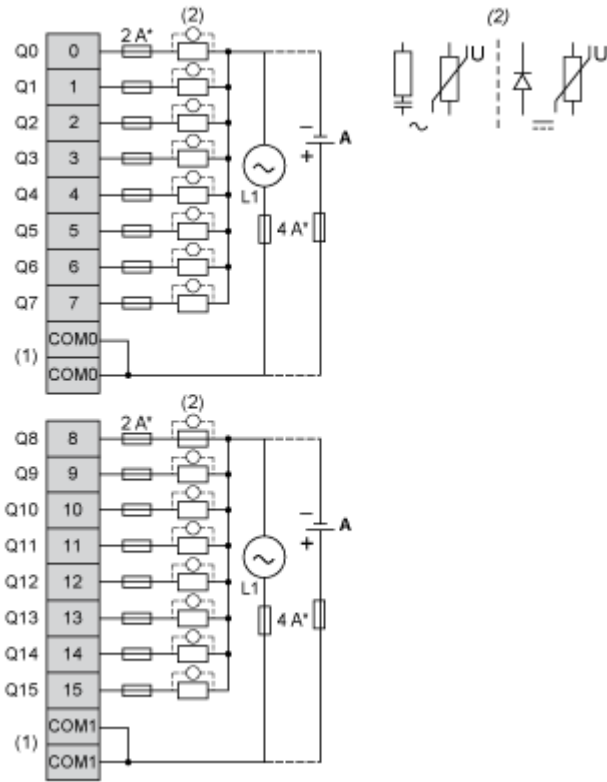 (2)
(2)
Q0 0 2 A*
U
U
Q1 1
Q2 2
Q3 3
– A
+
Q4 4
L1
Q5 5
4 A*
Q6 6
Q7 7
COM0
(1)
COM0
(2)
Q8 8 2 A*
Q9 9
Q10 10
– A
+
Q11 11
Q12 12
L1
Q13 13
4 A*
Q14 14
Q15 15
COM1
(1)
COM1